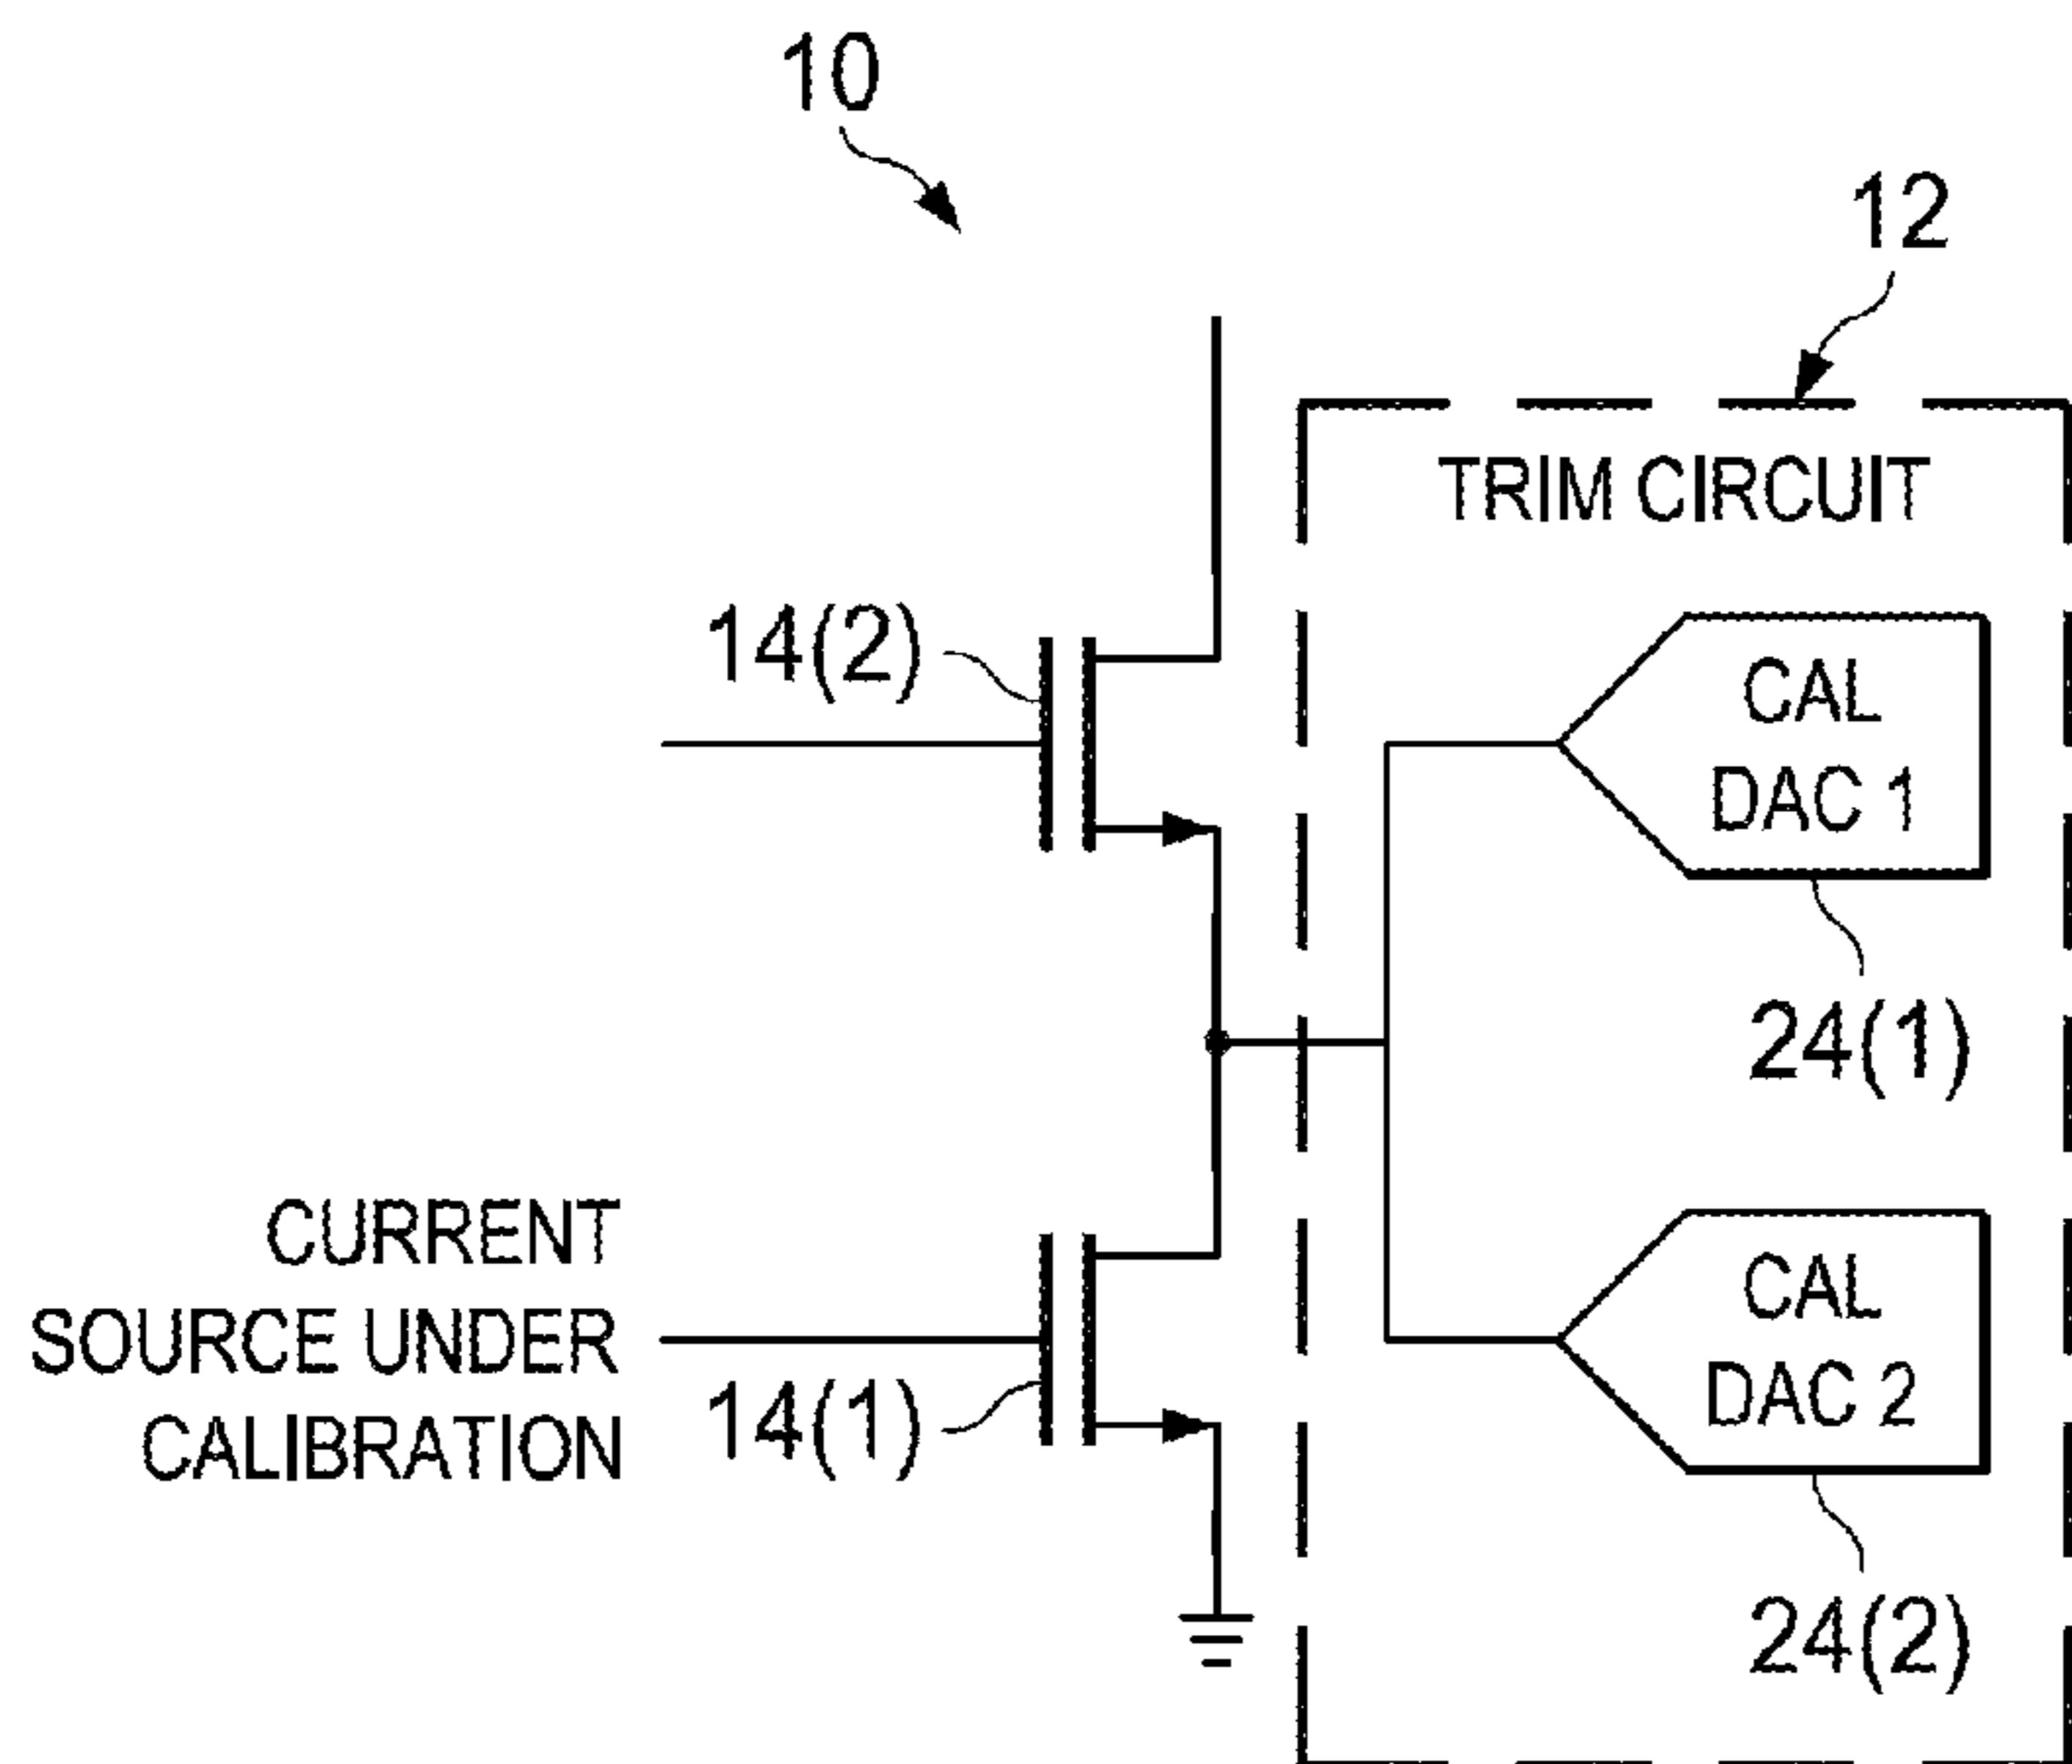 10
12
TRIM CIRCUIT
14(2)
CAL
DAC 1
24(1)
CURRENT
SOURCE UNDER
CALIBRATION
14(1)
CAL
DAC 2
24(2)